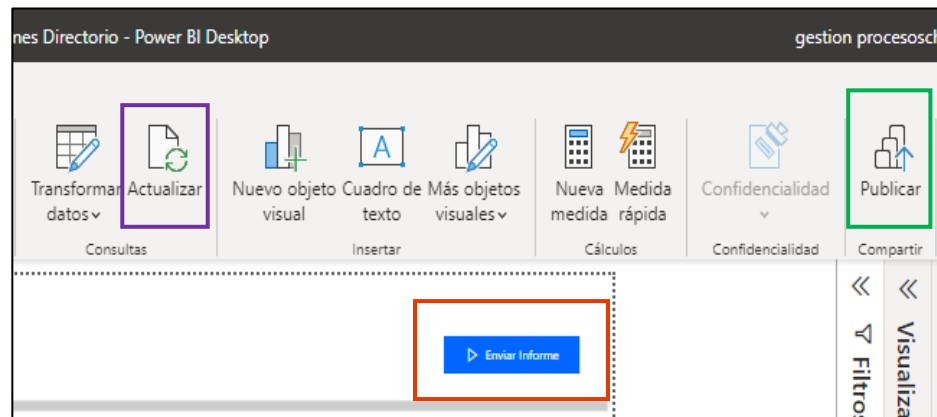 nes Directorio - Power BI Desktop
gestion procesosch
Transformar datos
Actualizar
Nuevo objeto visual
A
Cuadro de texto
Más objetos visuales
Nueva medida
Medida rápida
Confidencialidad
Publicar
Consultas
Insertar
Cálculos
Confidencialidad
Compartir
Enviar Informe
Filtros
Visualiza